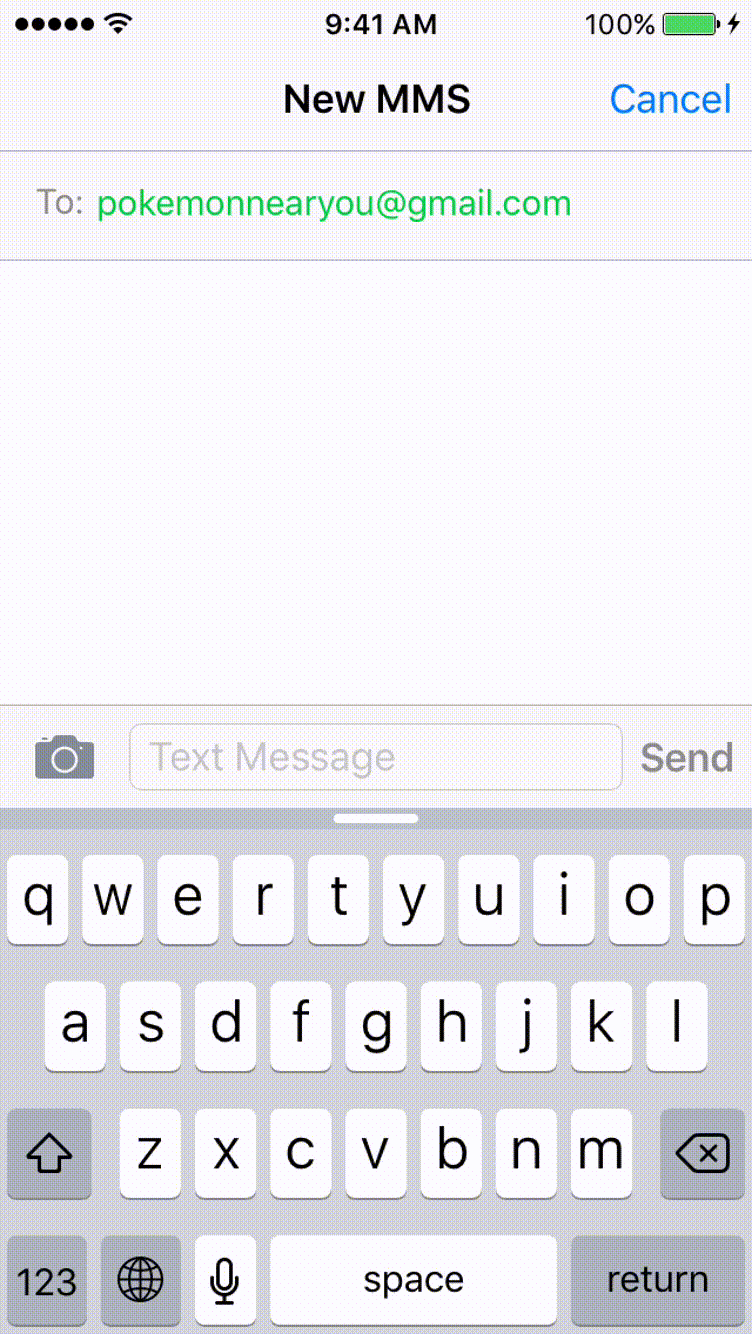 9:41 AM 100%
New MMS Cancel
To: pokemonnearyou@gmail.com
Text Message Send
q w e r t y u i o p
a s d f g h j k l
z x c v b n m
123 space return